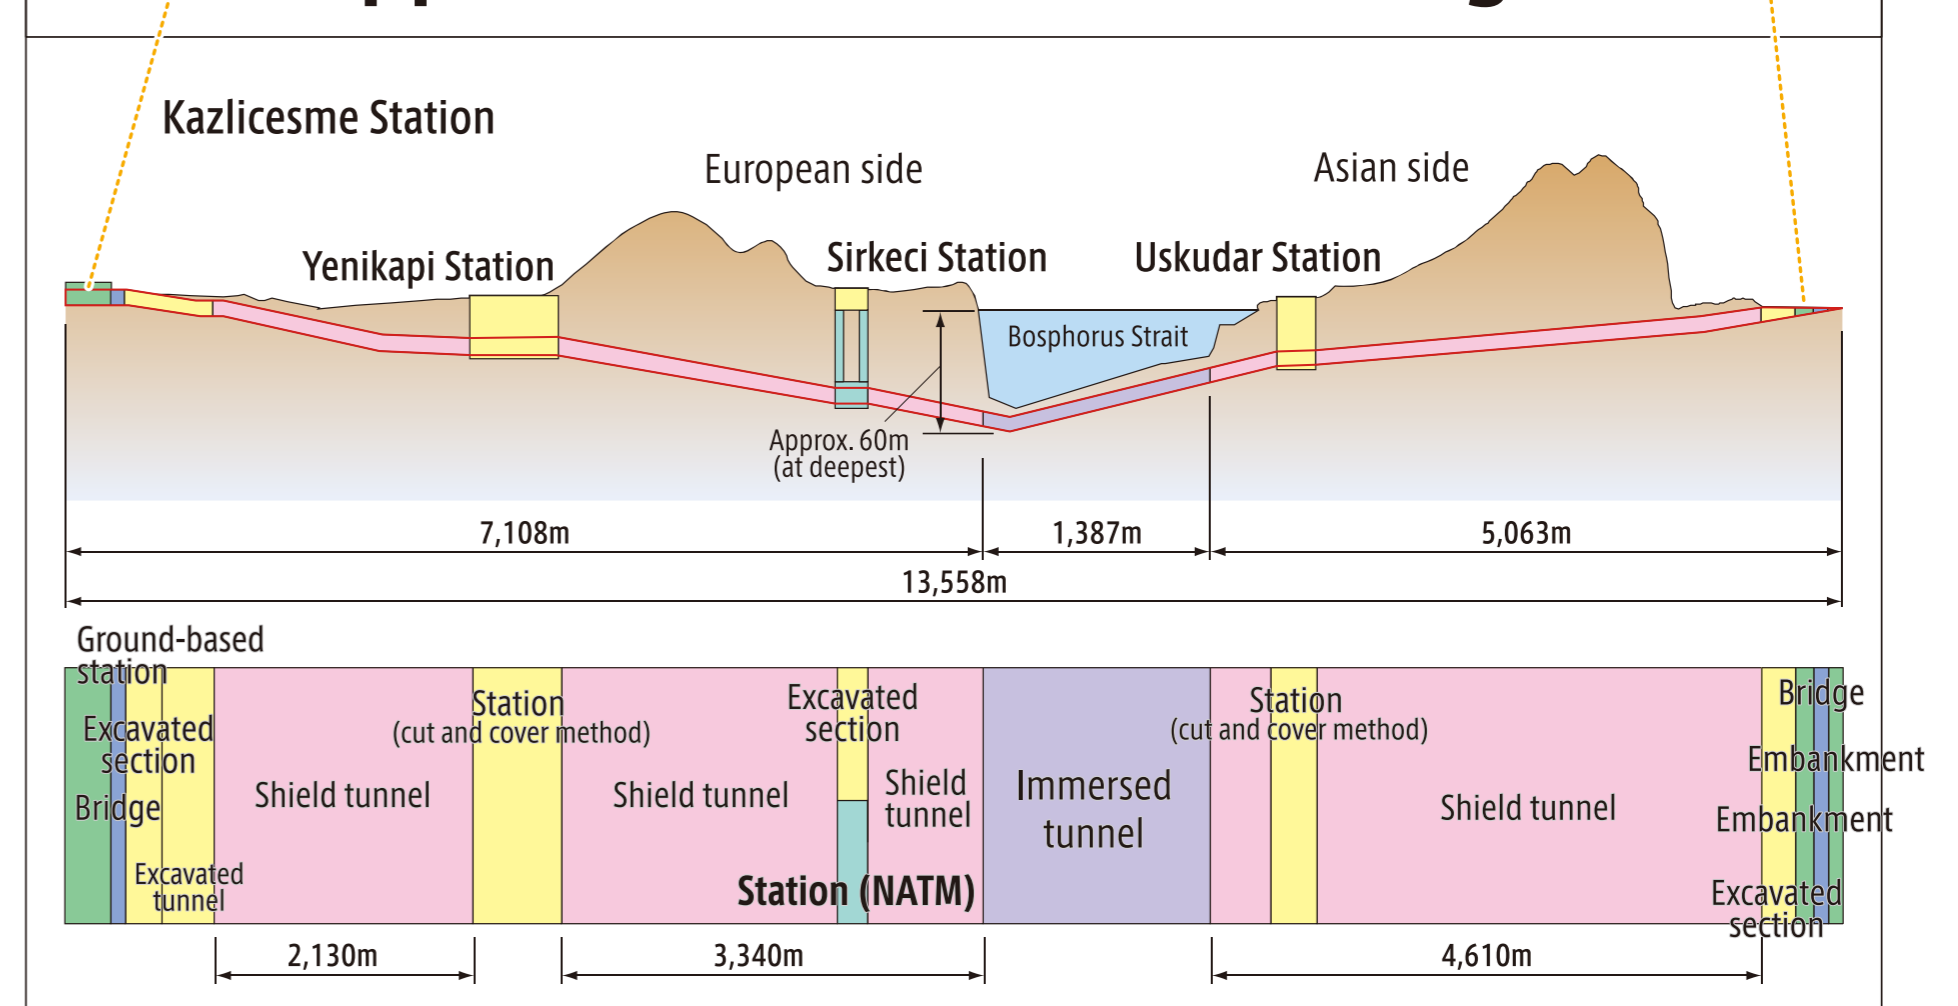 Kazlicesme Station
European side
Asian side
Yenikapi Station
Sirkeci Station
Uskudar Station
Bosphorus Strait
Approx. 60m
(at deepest)
7,108m
1,387m
5,063m
13,558m
Ground-based
station
Excavated
section
Bridge
Excavated
tunnel
Shield tunnel
Station
(cut and cover method)
Shield tunnel
Excavated
section
Shield
tunnel
Station (NATM)
Immersed
tunnel
Station
(cut and cover method)
Shield tunnel
Bridge
Embankment
Embankment
Excavated
section
2,130m
3,340m
4,610m